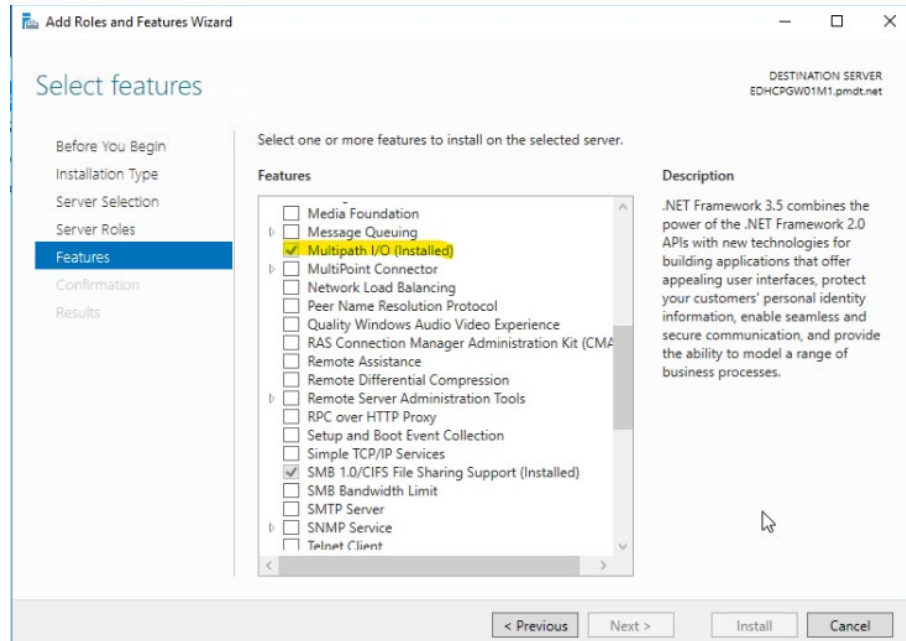 Add Roles and Features Wizard
Select features
DESTINATION SERVER
EDHCPGW01M1.pmdt.net
Before You Begin
Installation Type
Server Selection
Server Roles
Features
Confirmation
Results
Select one or more features to install on the selected server.
Features
Media Foundation
Message Queuing
Multipath I/O (Installed)
MultiPoint Connector
Network Load Balancing
Peer Name Resolution Protocol
Quality Windows Audio Video Experience
RAS Connection Manager Administration Kit (CMA
Remote Assistance
Remote Differential Compression
Remote Server Administration Tools
RPC over HTTP Proxy
Setup and Boot Event Collection
Simple TCP/IP Services
SMB 1.0/CIFS File Sharing Support (Installed)
SMB Bandwidth Limit
SMTP Server
SNMP Service
Telnet Client
Description
.NET Framework 3.5 combines the
power of the .NET Framework 2.0
APIs with new technologies for
building applications that offer
appealing user interfaces, protect
your customers' personal identity
information, enable seamless and
secure communication, and provide
the ability to model a range of
business processes.
< Previous
Next >
Install
Cancel